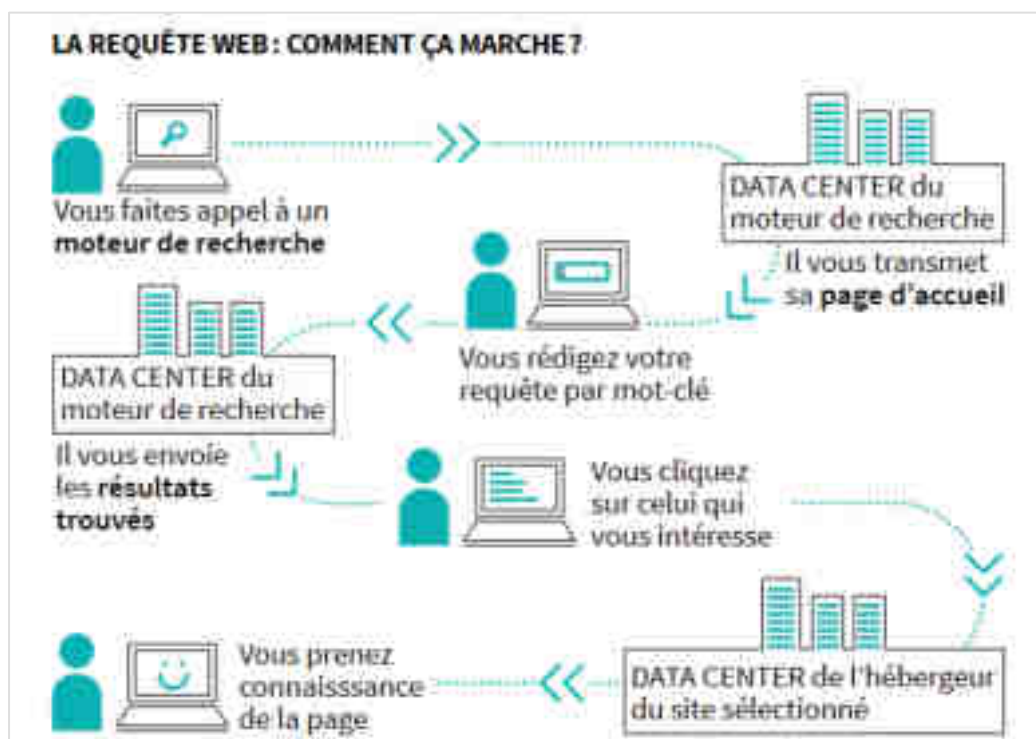 LA REQUÊTE WEB : COMMENT ÇA MARCHE ?
Vous faites appel à un
moteur de recherche
DATA CENTER du
moteur de recherche
Il vous transmet
sa page d'accueil
Vous rédigez votre
requête par mot-clé
DATA CENTER du
moteur de recherche
Il vous envoie
les résultats
trouvés
Vous cliquez
sur celui qui
vous intéresse
DATA CENTER de l'hébergeur
du site sélectionné
Vous prenez
connaisssance
de la page